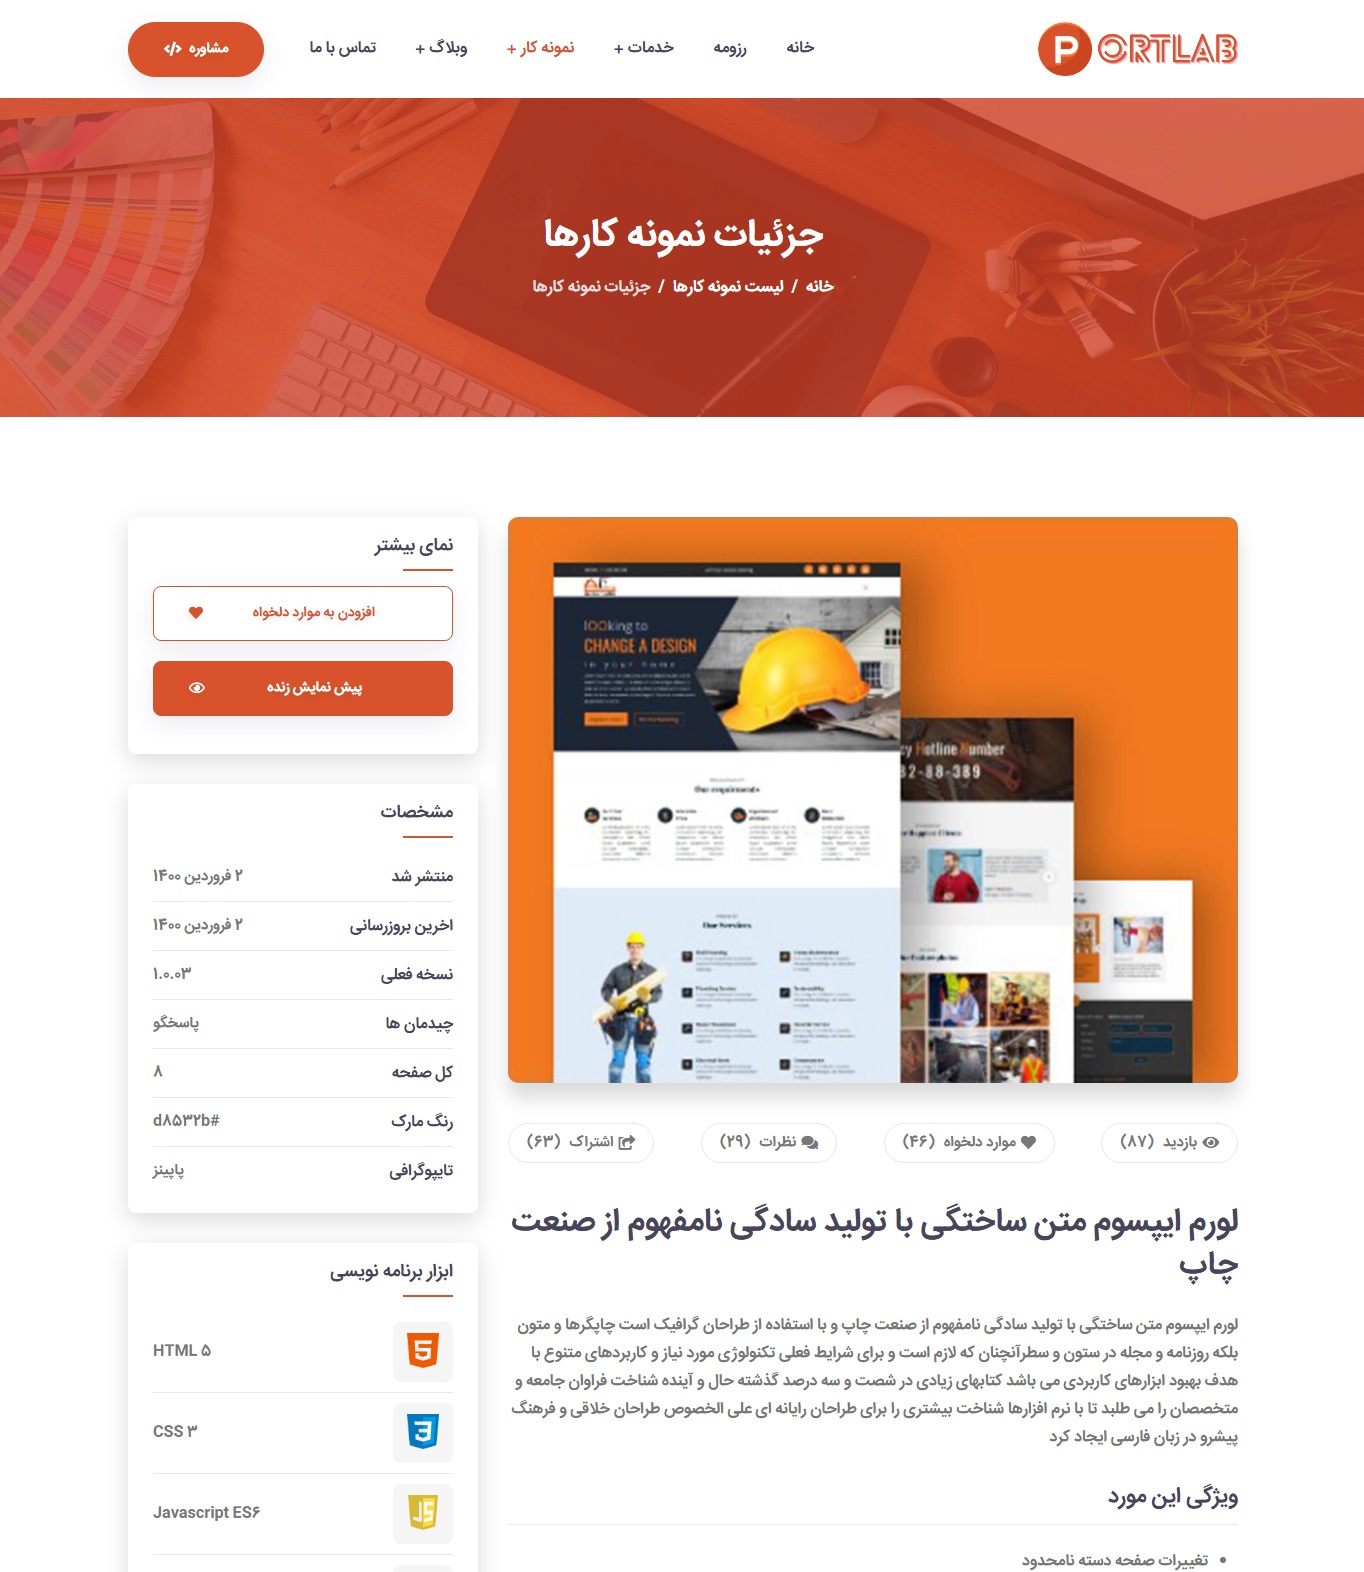 PORTLAB
خانه
رزومه
خدمات +
نمونه کار +
وبلاگ +
تماس با ما
مشاوره
جزئیات نمونه کارها
خانه / لیست نمونه کارها / جزئیات نمونه کارها
lOOking to
CHANGE A DESIGN
in your home
cy Hotline Number
82-88-389
Our requirements
Our Services
بازدید (۸۷)
موارد دلخواه (۴۶)
نظرات (۲۹)
اشتراک (۶۳)
لورم ایپسوم متن ساختگی با تولید سادگی نامفهوم از صنعت
چاپ
لورم ایپسوم متن ساختگی با تولید سادگی نامفهوم از صنعت چاپ و با استفاده از طراحان گرافیک است چاپگرها و متون
بلکه روزنامه و مجله در ستون و سطرآنچنان که لازم است و برای شرایط فعلی تکنولوژی مورد نیاز و کاربردهای متنوع با
هدف بهبود ابزارهای کاربردی می باشد کتابهای زیادی در شصت و سه درصد گذشته حال و آینده شناخت فراوان جامعه و
متخصصان را می طلبد تا با نرم افزارها شناخت بیشتری را برای طراحان رایانه ای علی الخصوص طراحان خلاقی و فرهنگ
پیشرو در زبان فارسی ایجاد کرد
ویژگی این مورد
• تغییرات صفحه دسته نامحدود
نمای بیشتر
افزودن به موارد دلخواه
پیش نمایش زنده
مشخصات
منتشر شد ۲ فروردین ۱۴۰۰
اخرین بروزرسانی ۲ فروردین ۱۴۰۰
نسخه فعلی ۱.۰.۰۳
چیدمان ها پاسخگو
کل صفحه ۸
رنگ مارک #d۸۵۳۲b
تایپوگرافی پاپینز
ابزار برنامه نویسی
HTML ۵
CSS ۳
Javascript ES۶